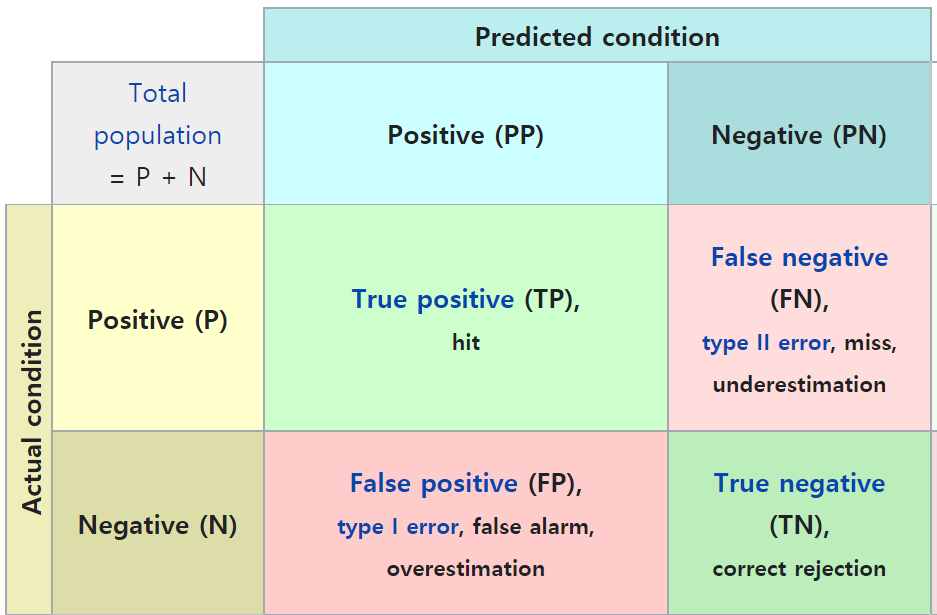 Predicted condition
Total
population
= P + N
Positive (PP)
Negative (PN)
Actual condition
Positive (P)
True positive (TP),
hit
False negative
(FN),
type II error, miss,
underestimation
Negative (N)
False positive (FP),
type I error, false alarm,
overestimation
True negative
(TN),
correct rejection